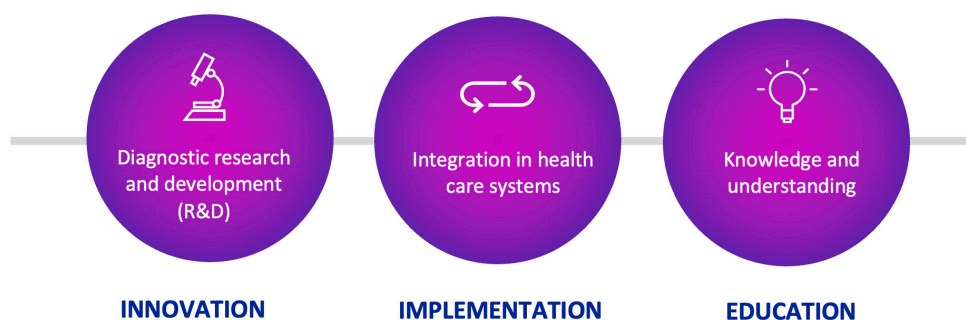 Diagnostic research
and development
(R&D)
Integration in health
care systems
Knowledge and
understanding
INNOVATION
IMPLEMENTATION
EDUCATION